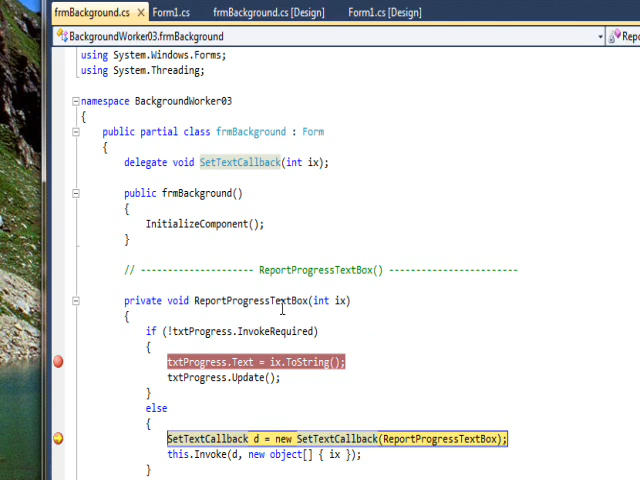 frmBackground.cs Form1.cs frmBackground.cs [Design] Form1.cs [Design]
BackgroundWorker03.frmBackground Repo
using System.Windows.Forms;
using System.Threading;
namespace BackgroundWorker03
{
public partial class frmBackground : Form
{
delegate void SetTextCallback(int ix);
public frmBackground()
{
InitializeComponent();
}
// --------------------- ReportProgressTextBox() ------------------------
private void ReportProgressTextBox(int ix)
{
if (!txtProgress.InvokeRequired)
{
txtProgress.Text = ix.ToString();
txtProgress.Update();
}
else
{
SetTextCallback d = new SetTextCallback(ReportProgressTextBox);
this.Invoke(d, new object[] { ix });
}